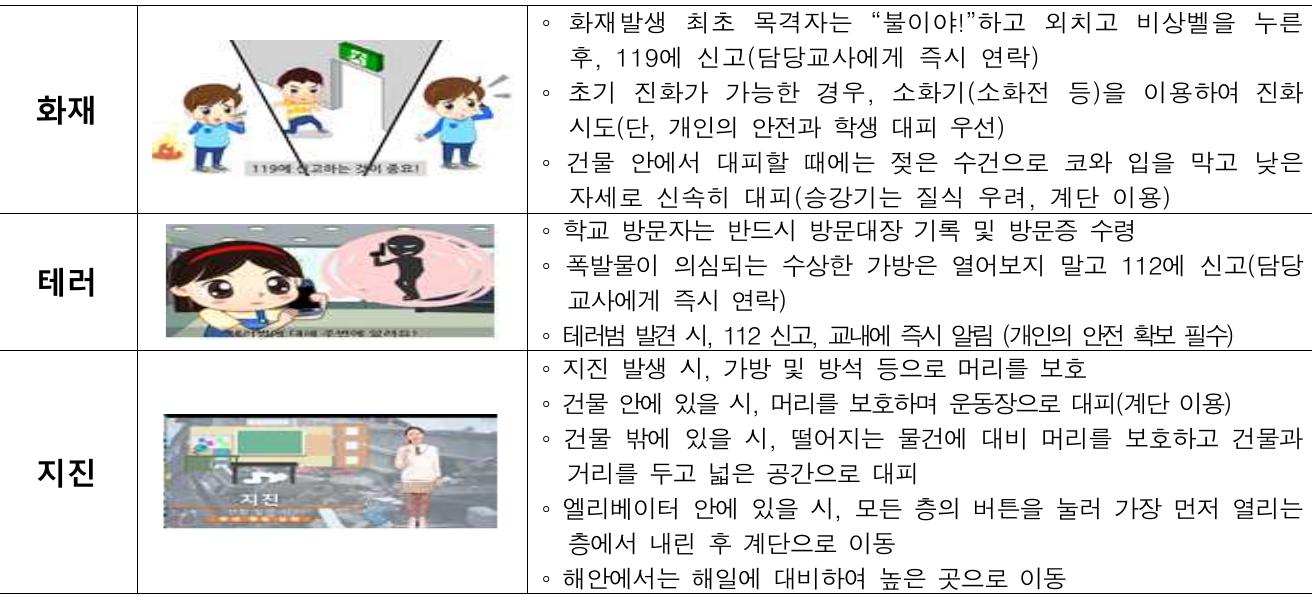 화재
119에 신고하는 것이 중요!
◦ 화재발생 최초 목격자는 “불이야!”하고 외치고 비상벨을 누른
후, 119에 신고(담당교사에게 즉시 연락)
◦ 초기 진화가 가능한 경우, 소화기(소화전 등)을 이용하여 진화
시도(단, 개인의 안전과 학생 대피 우선)
◦ 건물 안에서 대피할 때에는 젖은 수건으로 코와 입을 막고 낮은
자세로 신속히 대피(승강기는 질식 우려, 계단 이용)
테러
◦ 학교 방문자는 반드시 방문대장 기록 및 방문증 수령
◦ 폭발물이 의심되는 수상한 가방은 열어보지 말고 112에 신고(담당
교사에게 즉시 연락)
◦ 테러범 발견 시, 112 신고, 교내에 즉시 알림 (개인의 안전 확보 필수)
지진
지진
◦ 지진 발생 시, 가방 및 방석 등으로 머리를 보호
◦ 건물 안에 있을 시, 머리를 보호하며 운동장으로 대피(계단 이용)
◦ 건물 밖에 있을 시, 떨어지는 물건에 대비 머리를 보호하고 건물과
거리를 두고 넓은 공간으로 대피
◦ 엘리베이터 안에 있을 시, 모든 층의 버튼을 눌러 가장 먼저 열리는
층에서 내린 후 계단으로 이동
◦ 해안에서는 해일에 대비하여 높은 곳으로 이동